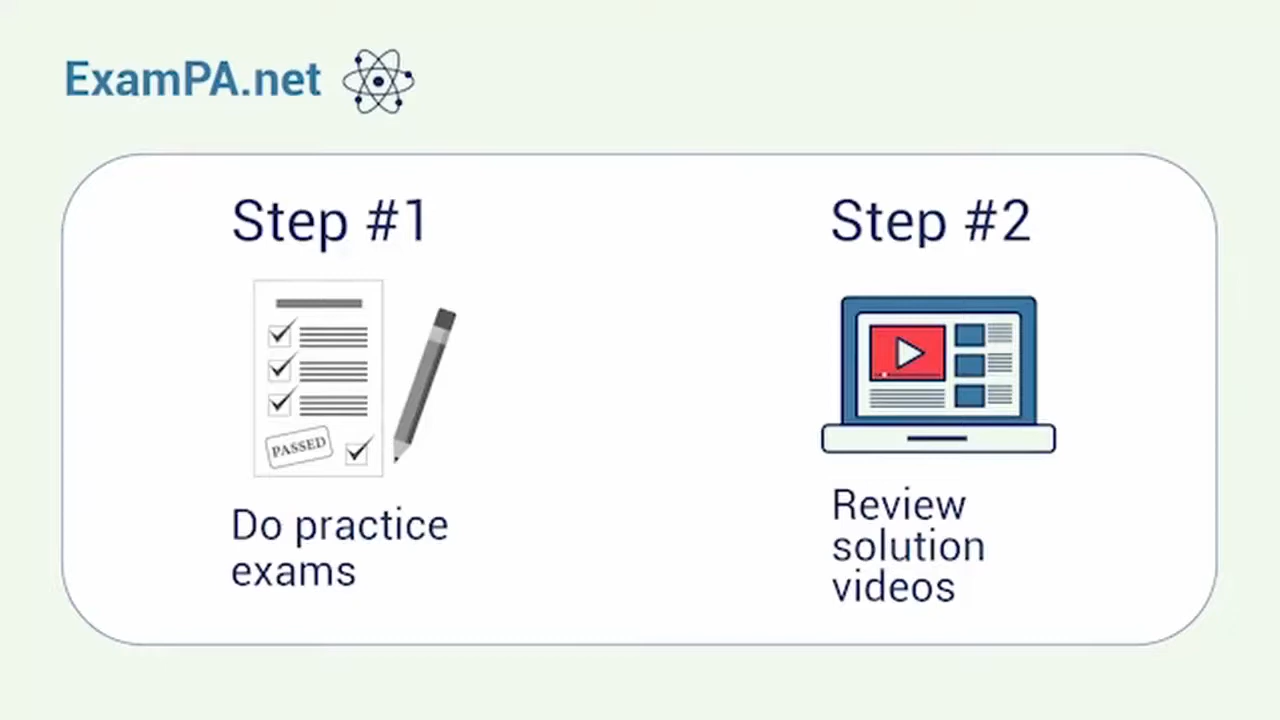 ExamPA.net
Step #1
PASSED
Do practice
exams
Step #2
Review
solution
videos